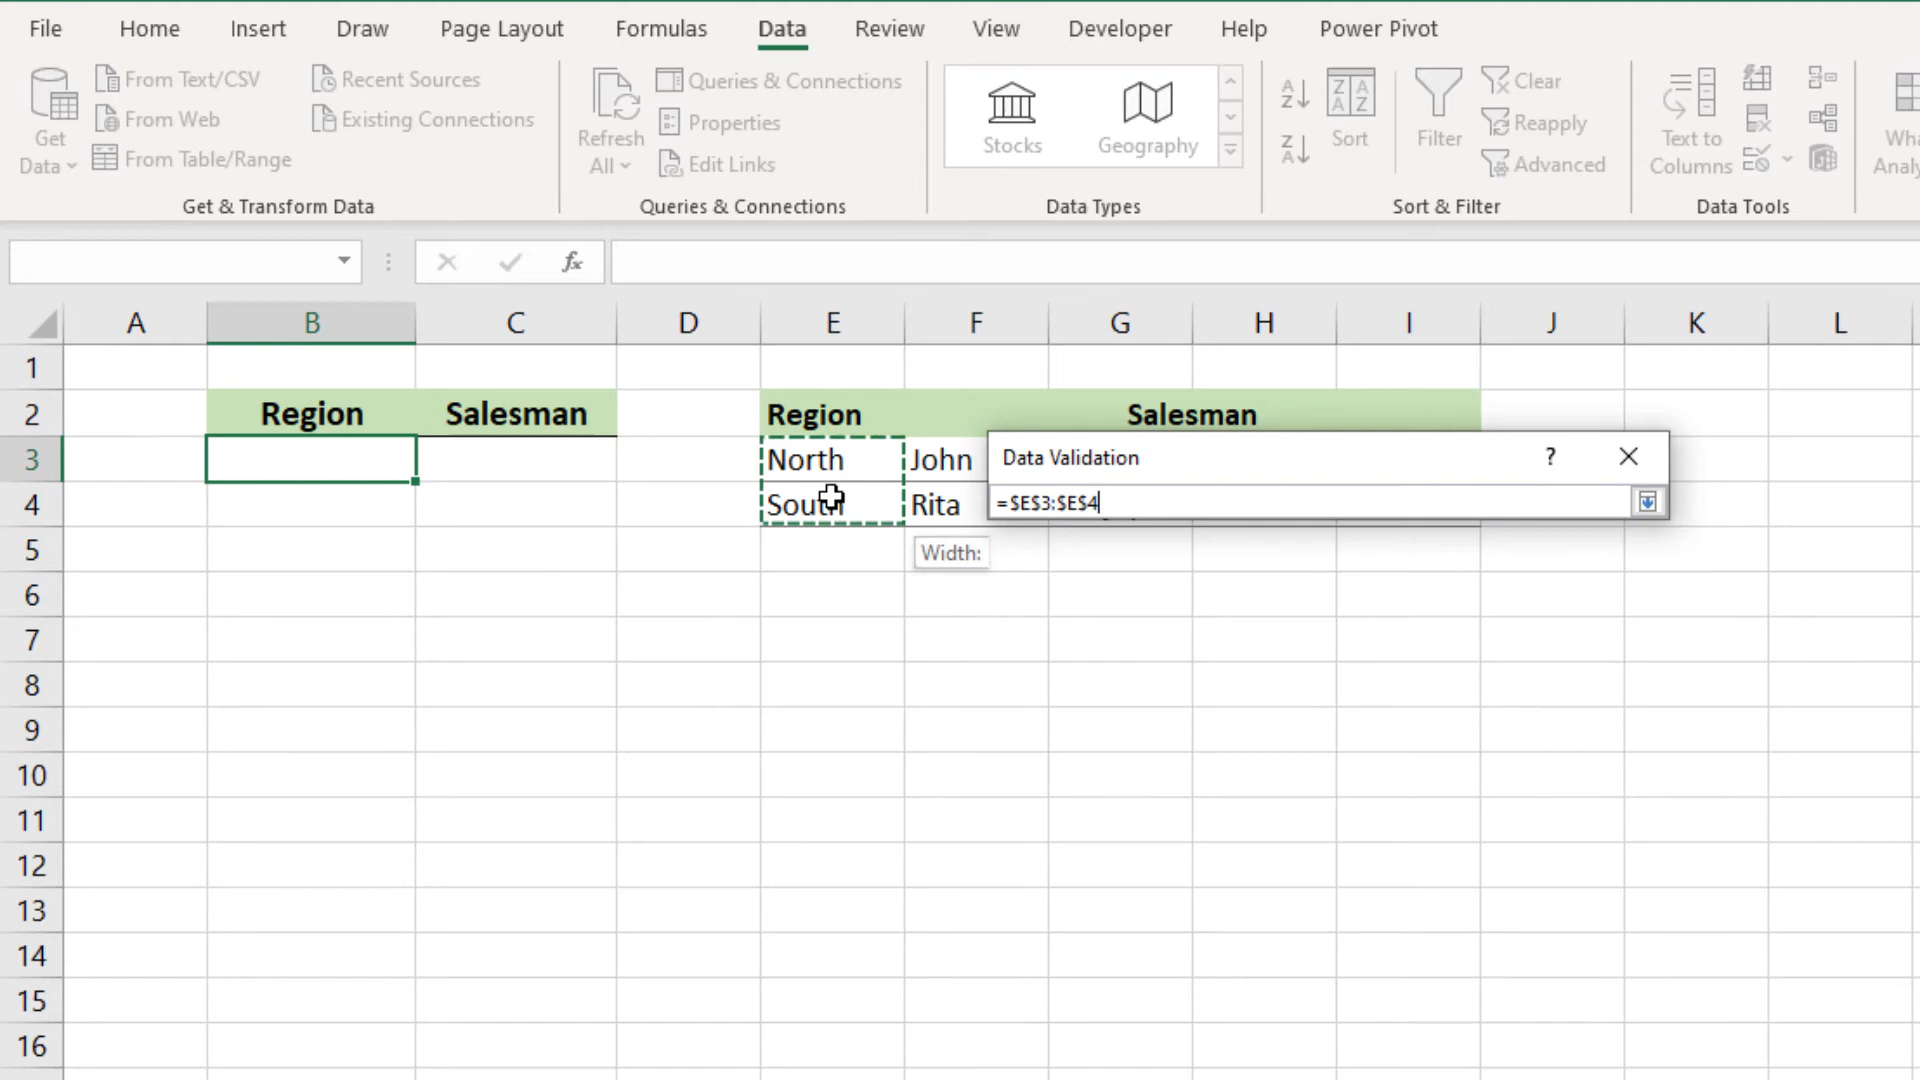 File Home Insert Draw Page Layout Formulas Data Review View Developer Help Power Pivot
Get Data
From Text/CSV
From Web
From Table/Range
Recent Sources
Existing Connections
Get & Transform Data
Refresh All
Queries & Connections
Properties
Edit Links
Queries & Connections
Stocks
Geography
Data Types
A Z
Z A
Z A A Z
Sort
Filter
Clear
Reapply
Advanced
Sort & Filter
Text to Columns
Data Tools
fx
A B C D E F G H I J K L
1
2 Region Salesman Region Salesman
3 North John
4 South Rita
Data Validation ?
=$E$3:$E$4
Width:
5
6
7
8
9
10
11
12
13
14
15
16